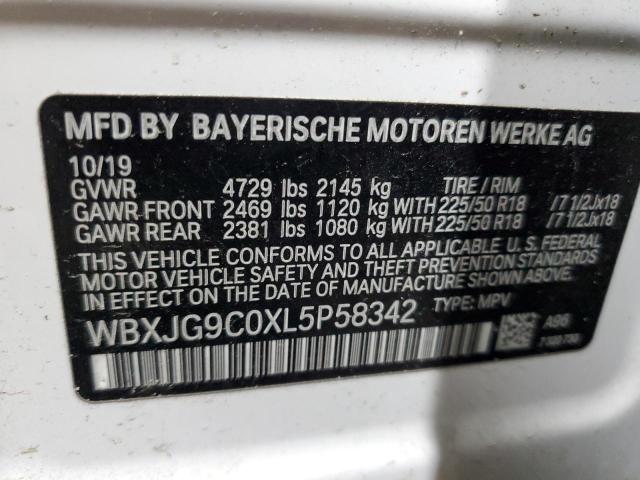 MFD BY BAYERISCHE MOTOREN WERKE AG
10/19
GVWR 4729 lbs 2145 kg TIRE / RIM
GAWR FRONT 2469 lbs 1120 kg WITH 225/50 R18 /7 1/2Jx18
GAWR REAR 2381 lbs 1080 kg WITH 225/50 R18 /7 1/2Jx18
THIS VEHICLE CONFORMS TO ALL APPLICABLE U. S. FEDERAL
MOTOR VEHICLE SAFETY AND THEFT PREVENTION STANDARDS
IN EFFECT ON THE DATE OF MANUFACTURE SHOWN ABOVE.
WBXJG9C0XL5P58342 TYPE: MPV